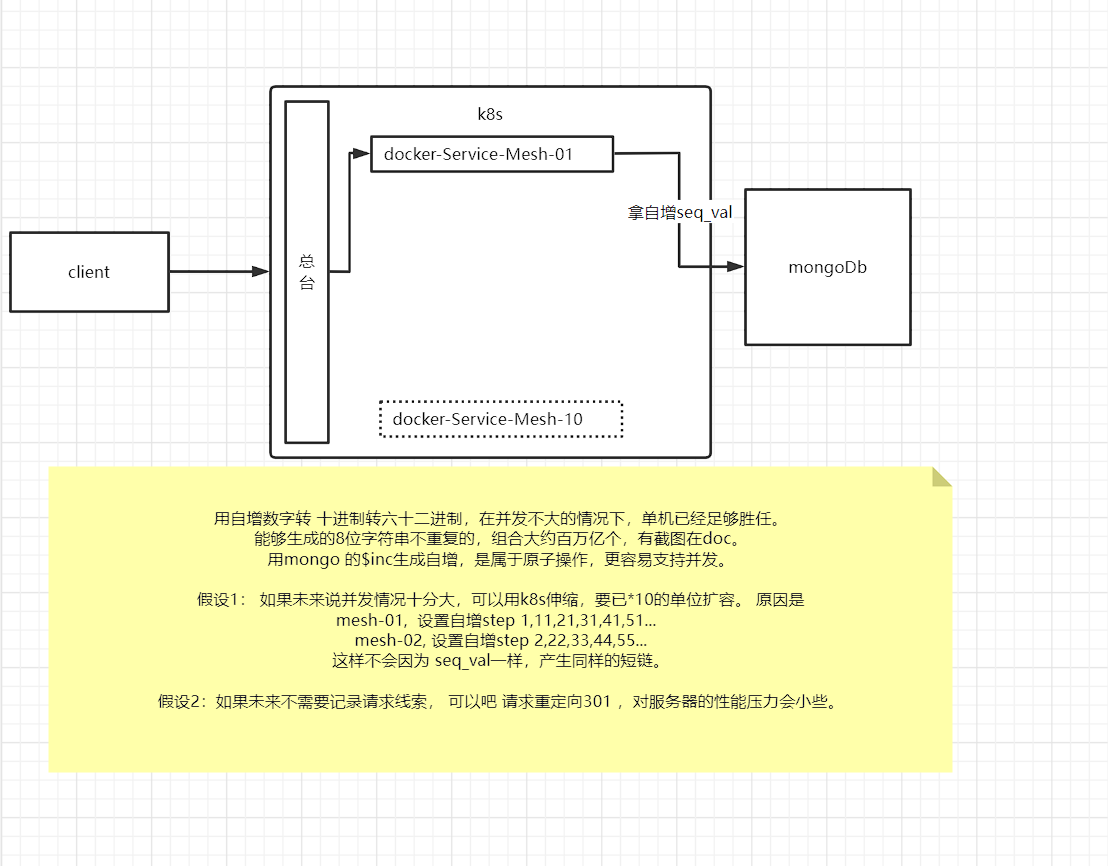 k8s
docker-Service-Mesh-01
拿自增seq_val
client
总
台
mongoDb
docker-Service-Mesh-10
用自增数字转 十进制转六十二进制，在并发不大的情况下，单机已经足够胜任。
能够生成的8位字符串不重复的，组合大约百万亿个，有截图在doc。
用mongo 的$inc生成自增，是属于原子操作，更容易支持并发。
假设1： 如果未来说并发情况十分大，可以用k8s伸缩，要已*10的单位扩容。 原因是
mesh-01,  设置自增step 1,11,21,31,41,51...
mesh-02, 设置自增step 2,22,33,44,55...
这样不会因为 seq_val一样，产生同样的短链。
假设2：如果未来不需要记录请求线索， 可以吧 请求重定向301 ，对服务器的性能压力会小些。